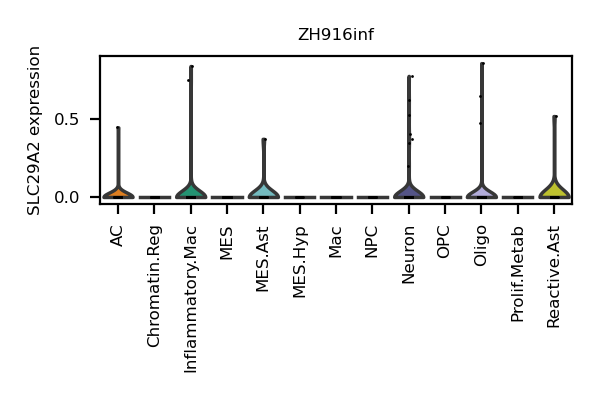 ZH916inf
SLC29A2 expression
0.5
0.0
AC
Chromatin.Reg
Inflammatory.Mac
MES
MES.Ast
MES.Hyp
Mac
NPC
Neuron
OPC
Oligo
Prolif.Metab
Reactive.Ast